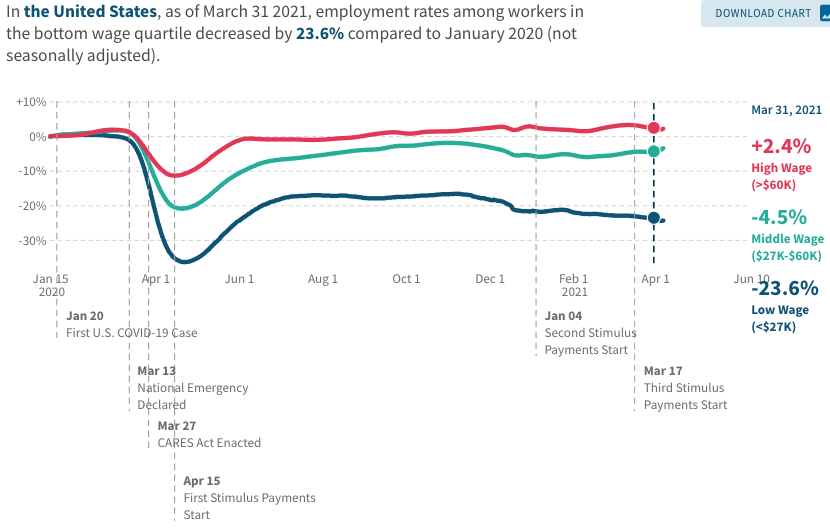 In the United States, as of March 31 2021, employment rates among workers in
the bottom wage quartile decreased by 23.6% compared to January 2020 (not
seasonally adjusted).
DOWNLOAD CHART
+10%
0%
-10%
-20%
-30%
Mar 31, 2021
+2.4%
High Wage
(>$60K)
-4.5%
Middle Wage
($27K-$60K)
-23.6%
Low Wage
(<$27K)
Jan 15
2020
Apr 1
Jun 1
Aug 1
Oct 1
Dec 1
Feb 1
2021
Apr 1
Jun 10
Jan 20
First U.S. COVID-19 Case
Jan 04
Second Stimulus
Payments Start
Mar 13
National Emergency
Declared
Mar 17
Third Stimulus
Payments Start
Mar 27
CARES Act Enacted
Apr 15
First Stimulus Payments
Start